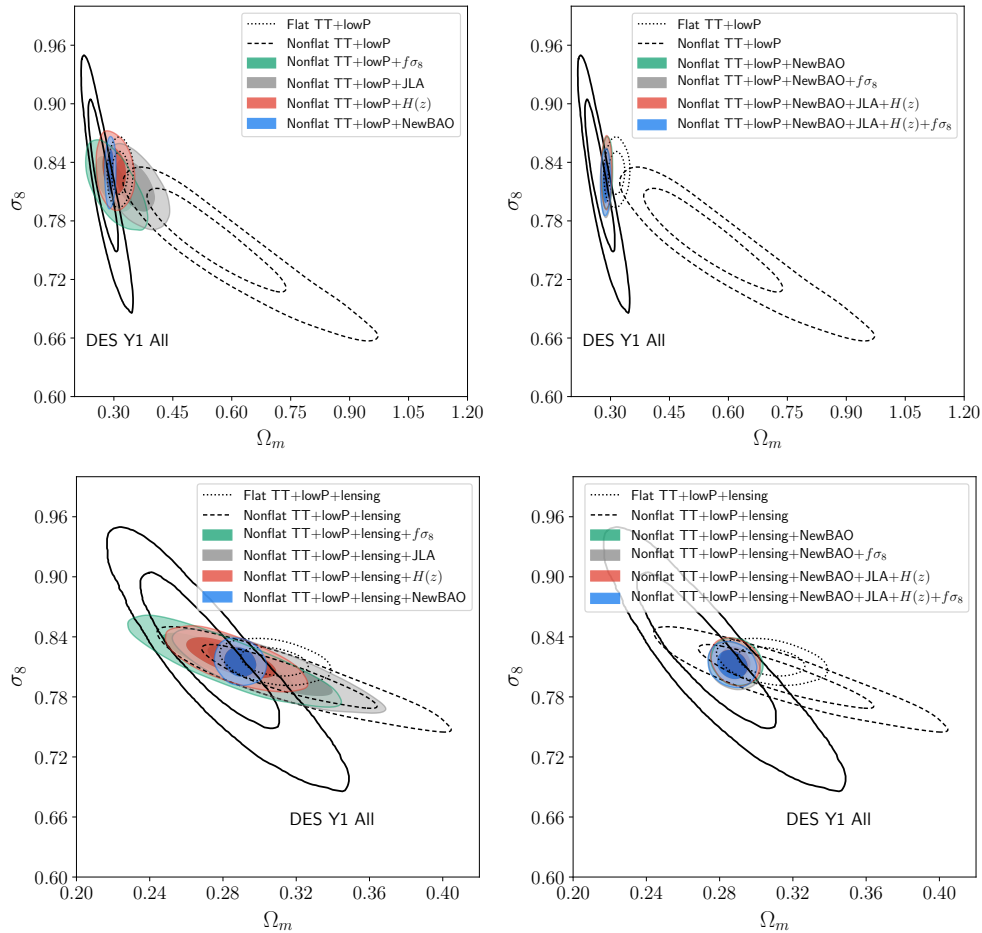 Flat TT+lowP
Nonflat TT+lowP
Nonflat TT+lowP+fσ₈
Nonflat TT+lowP+JLA
Nonflat TT+lowP+H(z)
Nonflat TT+lowP+NewBAO
0.96
0.90
0.84
0.78
0.72
0.66
0.60
σ₈
DES Y1 All
0.30 0.45 0.60 0.75 0.90 1.05 1.20
Ωₘ
Flat TT+lowP
Nonflat TT+lowP
Nonflat TT+lowP+NewBAO
Nonflat TT+lowP+NewBAO+fσ₈
Nonflat TT+lowP+NewBAO+JLA+H(z)
Nonflat TT+lowP+NewBAO+JLA+H(z)+fσ₈
0.96
0.90
0.84
0.78
0.72
0.66
0.60
σ₈
DES Y1 All
0.30 0.45 0.60 0.75 0.90 1.05 1.20
Ωₘ
Flat TT+lowP+lensing
Nonflat TT+lowP+lensing
Nonflat TT+lowP+lensing+fσ₈
Nonflat TT+lowP+lensing+JLA
Nonflat TT+lowP+lensing+H(z)
Nonflat TT+lowP+lensing+NewBAO
0.96
0.90
0.84
0.78
0.72
0.66
0.60
σ₈
DES Y1 All
0.20 0.24 0.28 0.32 0.36 0.40
Ωₘ
Flat TT+lowP+lensing
Nonflat TT+lowP+lensing
Nonflat TT+lowP+lensing+NewBAO
Nonflat TT+lowP+lensing+NewBAO+fσ₈
Nonflat TT+lowP+lensing+NewBAO+JLA+H(z)
Nonflat TT+lowP+lensing+NewBAO+JLA+H(z)+fσ₈
0.96
0.90
0.84
0.78
0.72
0.66
0.60
σ₈
DES Y1 All
0.20 0.24 0.28 0.32 0.36 0.40
Ωₘ